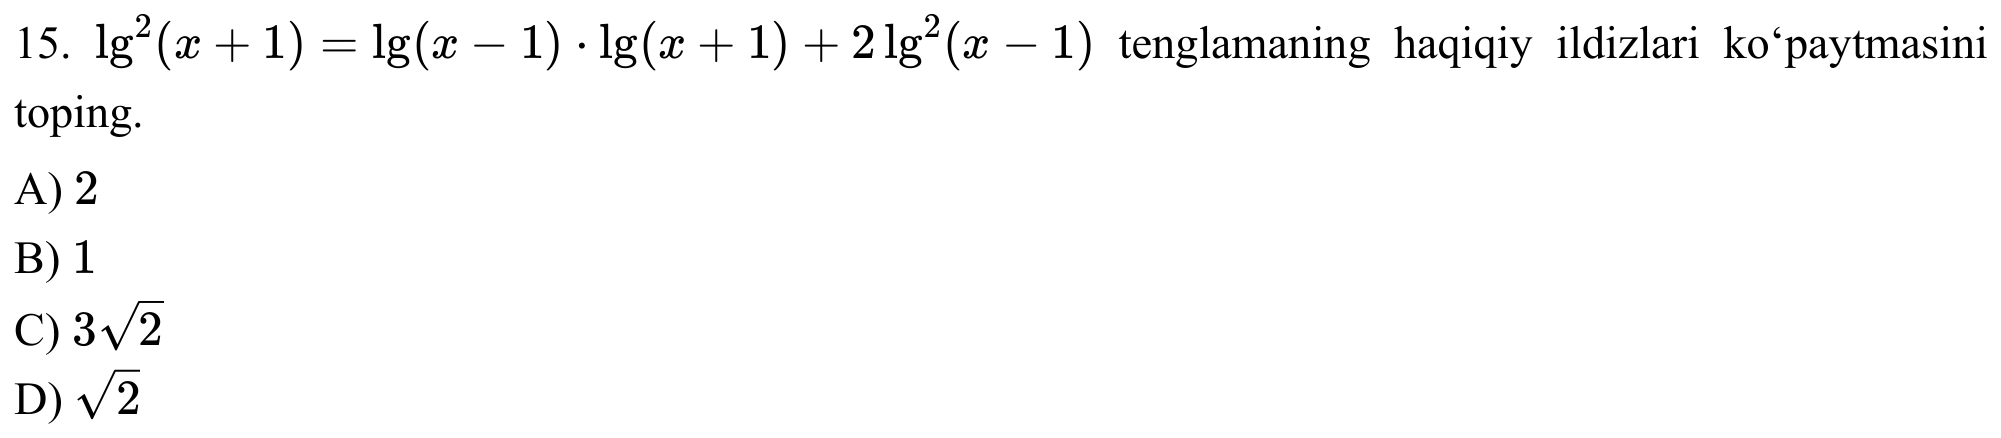 15. lg²(x + 1) = lg(x − 1) · lg(x + 1) + 2 lg²(x − 1) tenglamaning haqiqiy ildizlari ko‘paytmasini
toping.
A) 2
B) 1
C) 3√2
D) √2